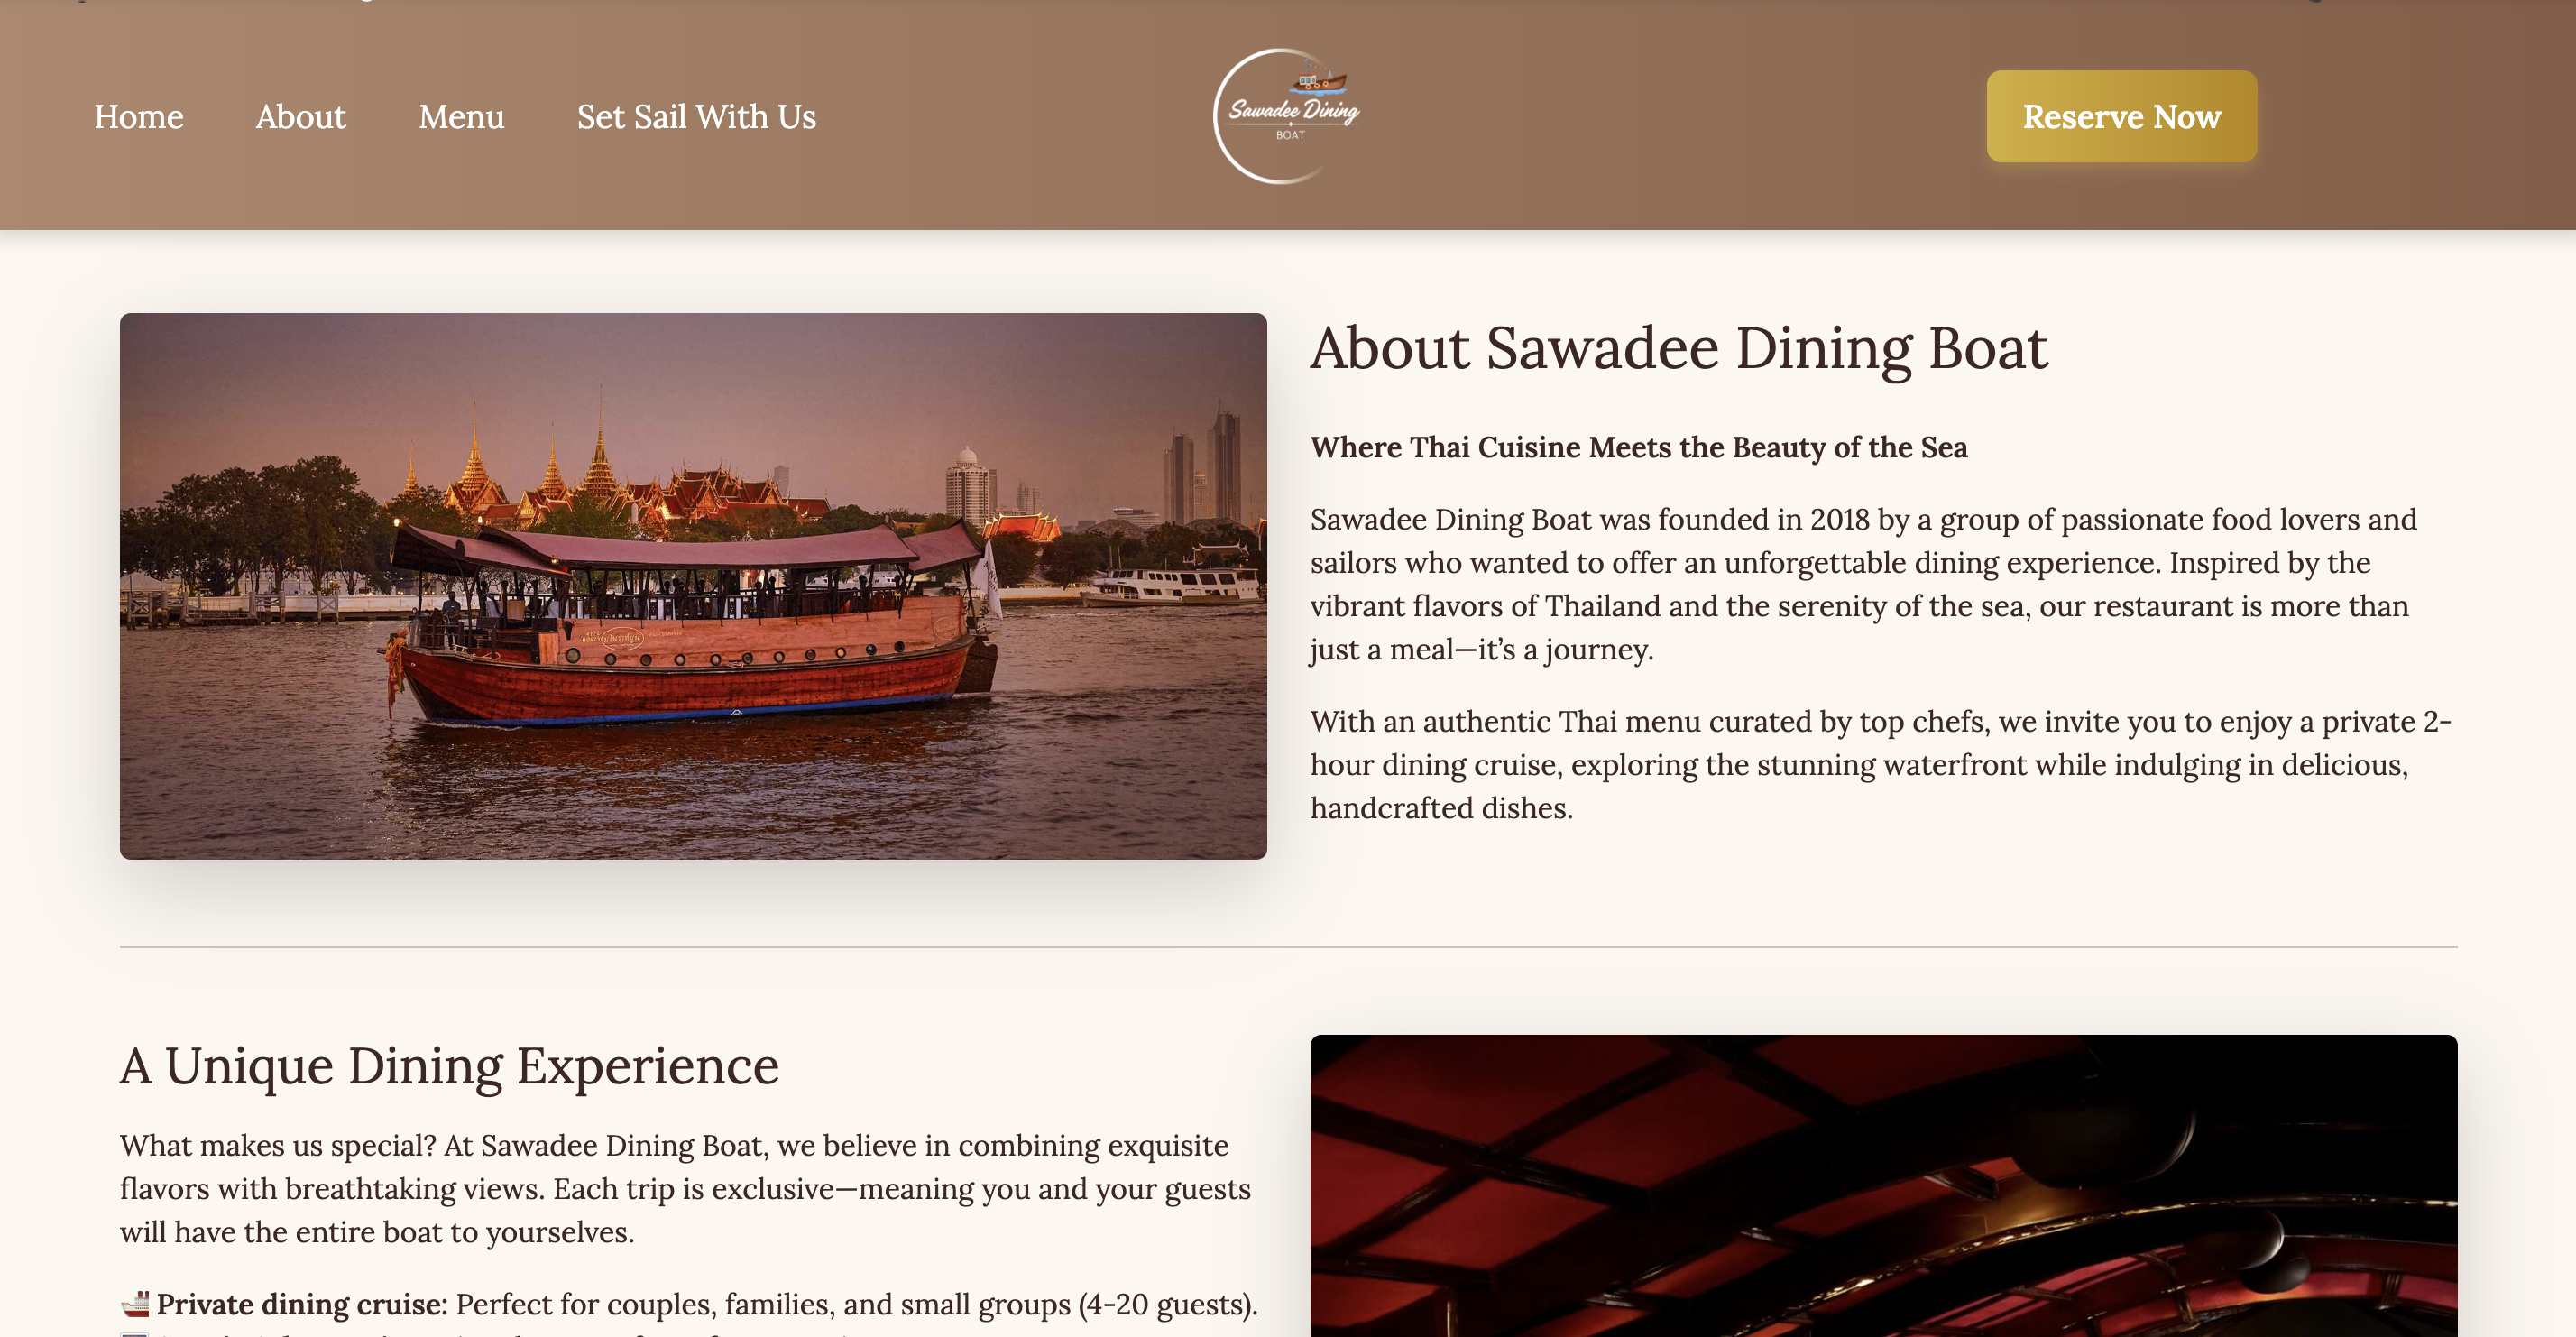 Home About Menu Set Sail With Us
Sawadee Dining
BOAT
Reserve Now
About Sawadee Dining Boat
Where Thai Cuisine Meets the Beauty of the Sea
Sawadee Dining Boat was founded in 2018 by a group of passionate food lovers and
sailors who wanted to offer an unforgettable dining experience. Inspired by the
vibrant flavors of Thailand and the serenity of the sea, our restaurant is more than
just a meal—it’s a journey.
With an authentic Thai menu curated by top chefs, we invite you to enjoy a private 2-
hour dining cruise, exploring the stunning waterfront while indulging in delicious,
handcrafted dishes.
A Unique Dining Experience
What makes us special? At Sawadee Dining Boat, we believe in combining exquisite
flavors with breathtaking views. Each trip is exclusive—meaning you and your guests
will have the entire boat to yourselves.
🚢 Private dining cruise: Perfect for couples, families, and small groups (4-20 guests).